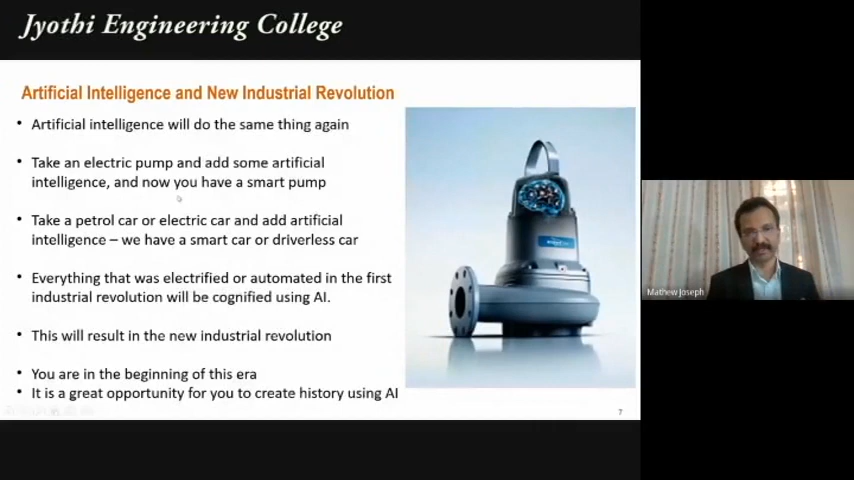 Jyothi Engineering College
Artificial Intelligence and New Industrial Revolution
• Artificial intelligence will do the same thing again
• Take an electric pump and add some artificial
intelligence, and now you have a smart pump
• Take a petrol car or electric car and add artificial
intelligence – we have a smart car or driverless car
• Everything that was electrified or automated in the first
industrial revolution will be cognified using AI.
• This will result in the new industrial revolution
• You are in the beginning of this era
• It is a great opportunity for you to create history using AI
7
Mathew Joseph